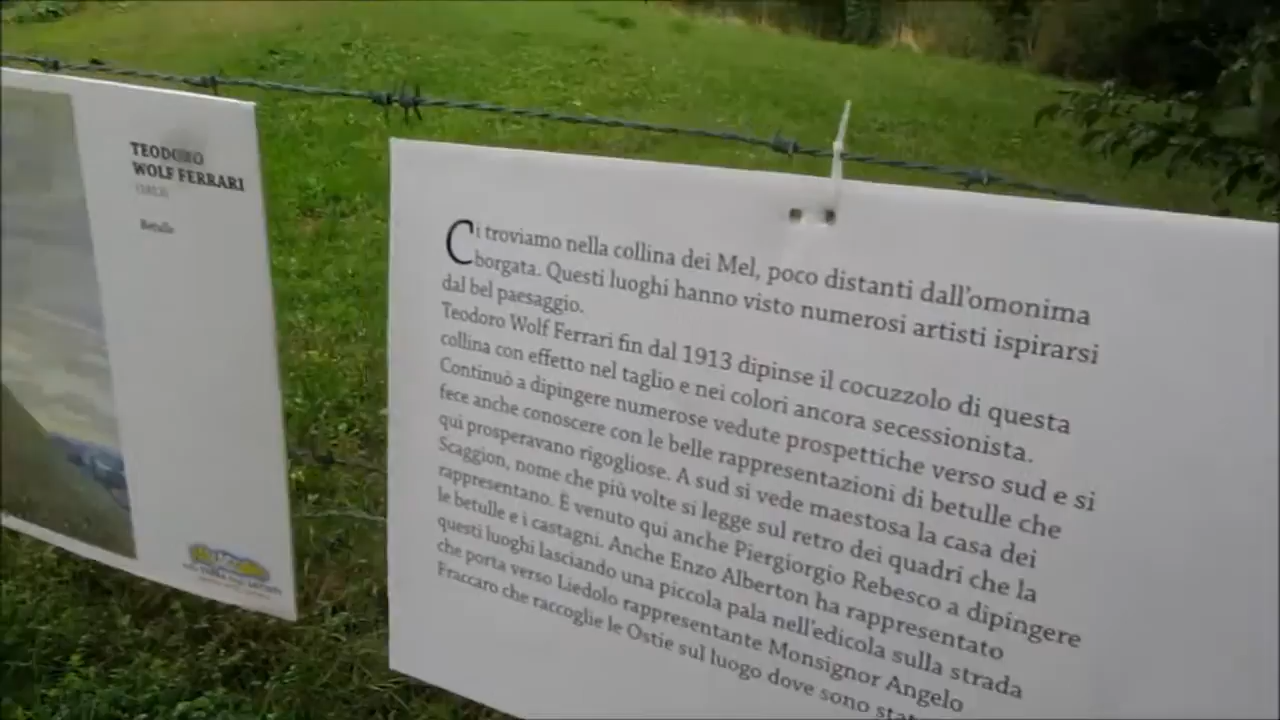 TEODORO
WOLF FERRARI
Betulle
Ci troviamo nella collina dei Mel, poco distanti dall'omonima
borgata. Questi luoghi hanno visto numerosi artisti ispirarsi
dal bel paesaggio.
Teodoro Wolf Ferrari fin dal 1913 dipinse il cocuzzolo di questa
collina con effetto nel taglio e nei colori ancora secessionista.
Continuò a dipingere numerose vedute prospettiche verso sud e si
fece anche conoscere con le belle rappresentazioni di betulle che
qui prosperavano rigogliose. A sud si vede maestosa la casa dei
Scaggion, nome che più volte si legge sul retro dei quadri che la
rappresentano. È venuto qui anche Piergiorgio Rebesco a dipingere
le betulle e i castagni. Anche Enzo Alberton ha rappresentato
questi luoghi lasciando una piccola pala nell'edicola sulla strada
che porta verso Liedolo rappresentante Monsignor Angelo
Fraccaro che raccoglie le Ostie sul luogo dove sono